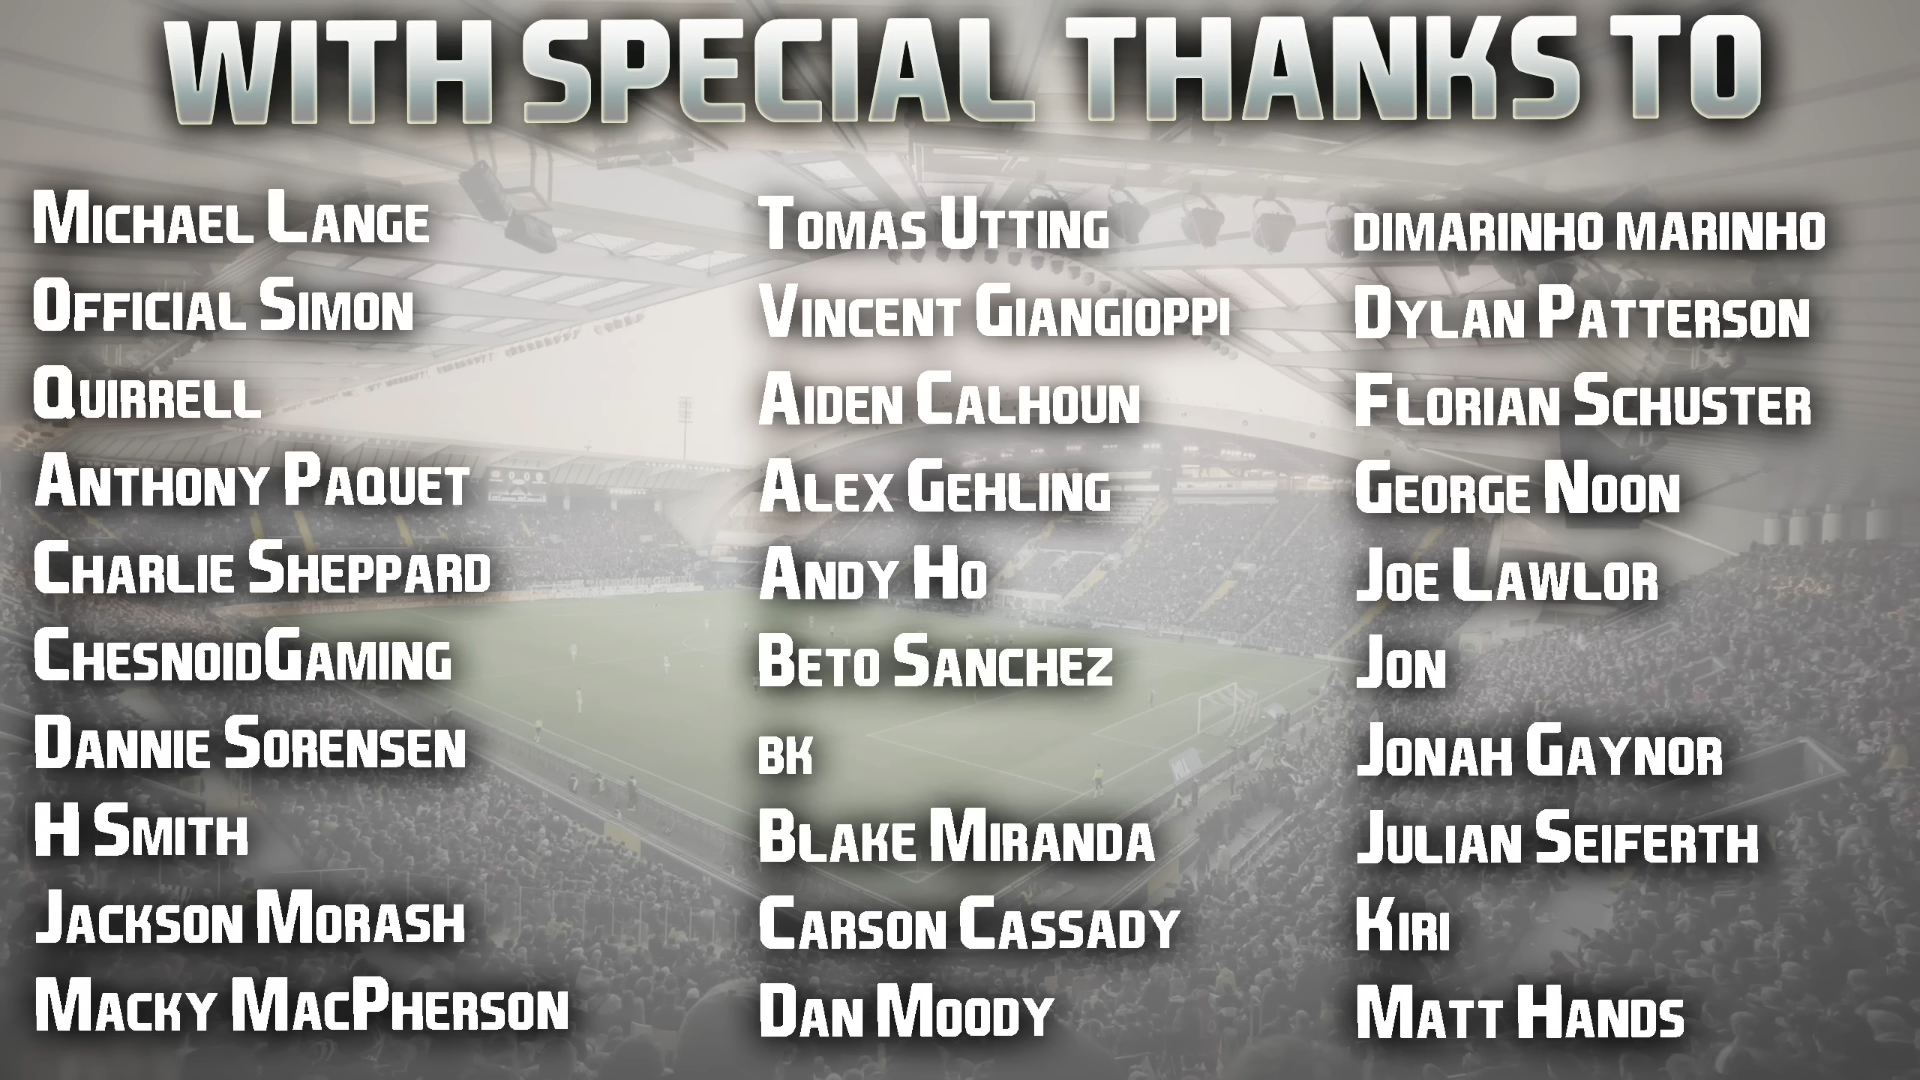 WITH SPECIAL THANKS TO
Michael Lange
Official Simon
Quirrell
Anthony Paquet
Charlie Sheppard
ChesnoidGaming
Dannie Sorensen
H Smith
Jackson Morash
Macky MacPherson
Tomas Utting
Vincent Giangioppi
Aiden Calhoun
Alex Gehling
Andy Ho
Beto Sanchez
bk
Blake Miranda
Carson Cassady
Dan Moody
dimarinho marinho
Dylan Patterson
Florian Schuster
George Noon
Joe Lawlor
Jon
Jonah Gaynor
Julian Seiferth
Kiri
Matt Hands